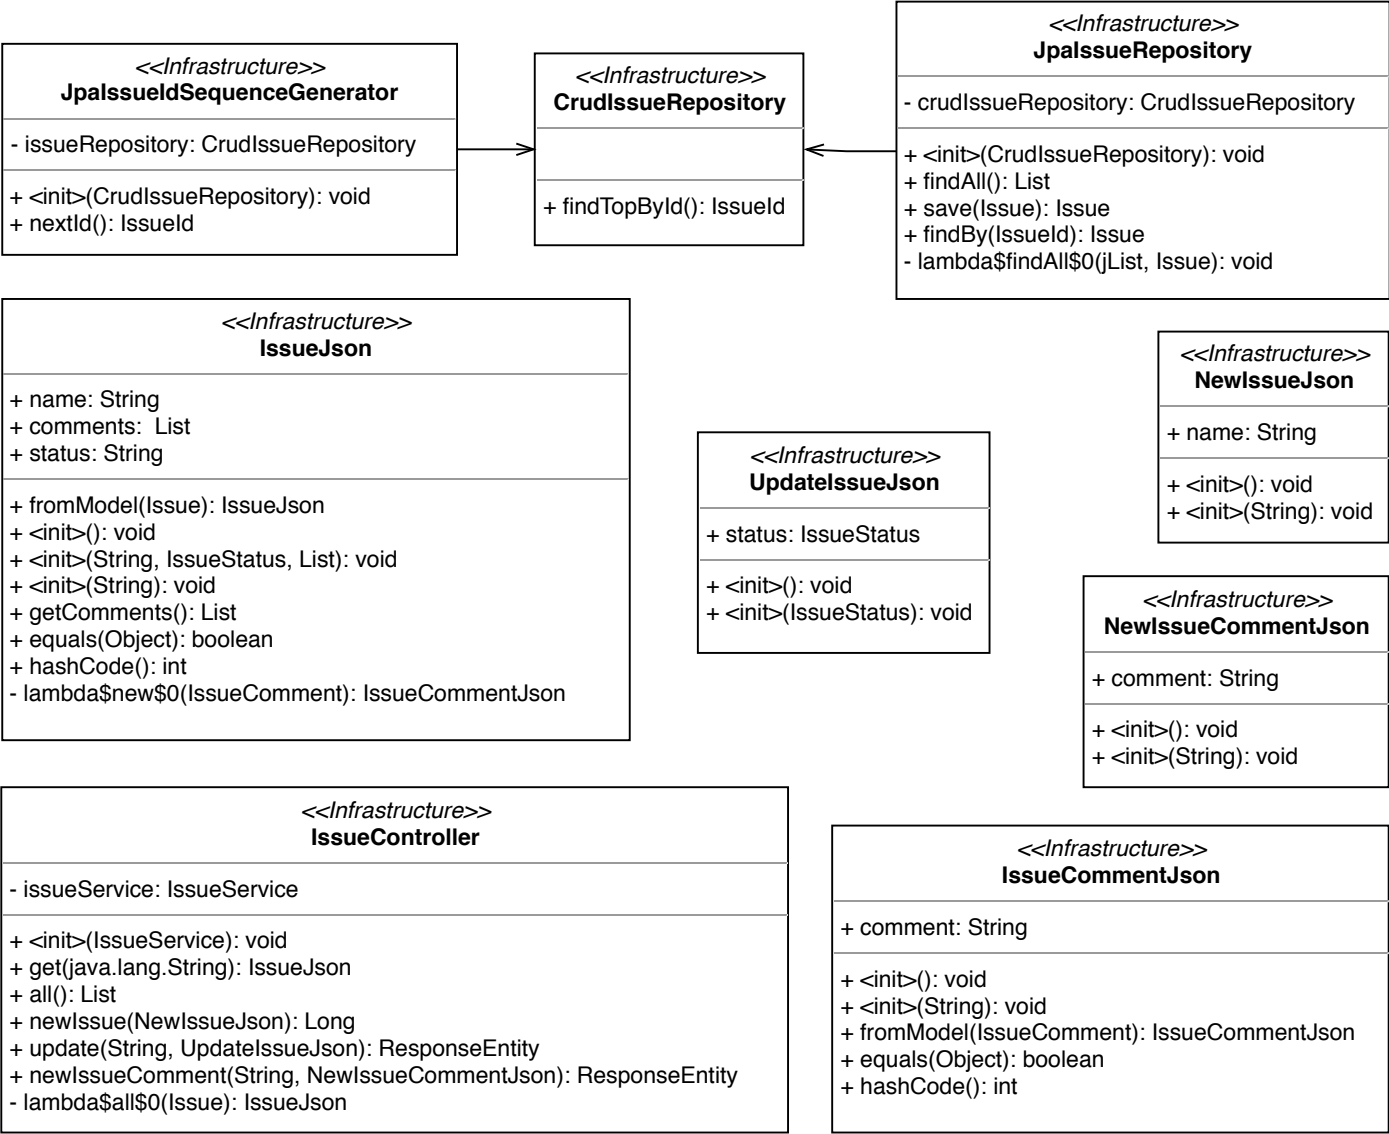 <<Infrastructure>>
JpaIssueIdSequenceGenerator
- issueRepository: CrudIssueRepository
+ <init>(CrudIssueRepository): void
+ nextId(): IssueId
<<Infrastructure>>
CrudIssueRepository
+ findTopById(): IssueId
<<Infrastructure>>
JpaIssueRepository
- crudIssueRepository: CrudIssueRepository
+ <init>(CrudIssueRepository): void
+ findAll(): List
+ save(Issue): Issue
+ findBy(IssueId): Issue
- lambda$findAll$0(jList, Issue): void
<<Infrastructure>>
IssueJson
+ name: String
+ comments:  List
+ status: String
+ fromModel(Issue): IssueJson
+ <init>(): void
+ <init>(String, IssueStatus, List): void
+ <init>(String): void
+ getComments(): List
+ equals(Object): boolean
+ hashCode(): int
- lambda$new$0(IssueComment): IssueCommentJson
<<Infrastructure>>
UpdateIssueJson
+ status: IssueStatus
+ <init>(): void
+ <init>(IssueStatus): void
<<Infrastructure>>
NewIssueJson
+ name: String
+ <init>(): void
+ <init>(String): void
<<Infrastructure>>
NewIssueCommentJson
+ comment: String
+ <init>(): void
+ <init>(String): void
<<Infrastructure>>
IssueController
- issueService: IssueService
+ <init>(IssueService): void
+ get(java.lang.String): IssueJson
+ all(): List
+ newIssue(NewIssueJson): Long
+ update(String, UpdateIssueJson): ResponseEntity
+ newIssueComment(String, NewIssueCommentJson): ResponseEntity
- lambda$all$0(Issue): IssueJson
<<Infrastructure>>
IssueCommentJson
+ comment: String
+ <init>(): void
+ <init>(String): void
+ fromModel(IssueComment): IssueCommentJson
+ equals(Object): boolean
+ hashCode(): int